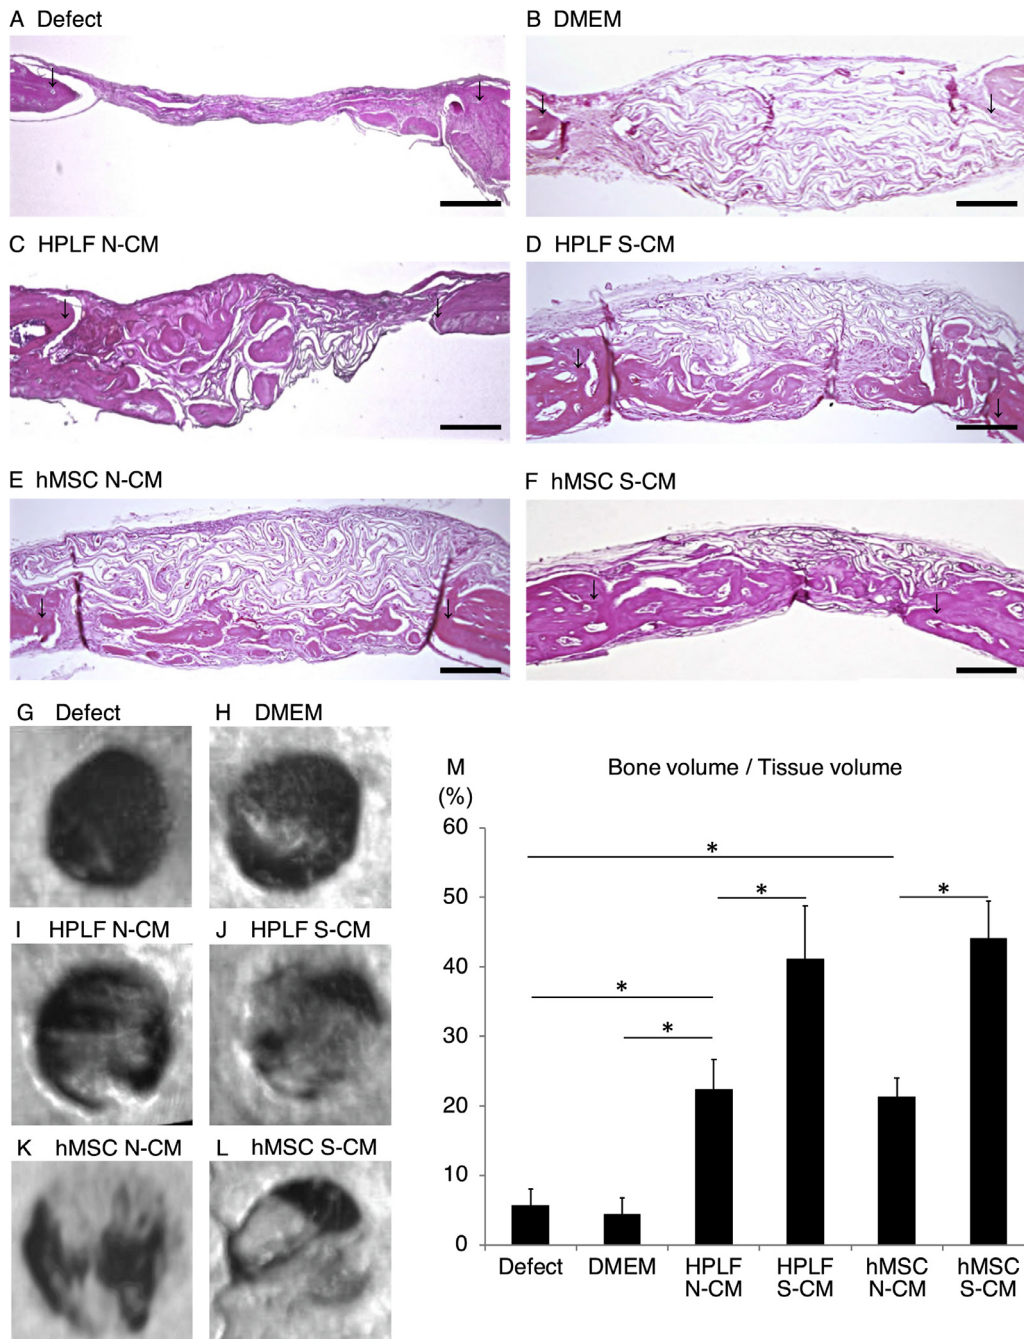 A Defect
B DMEM
C HPLF N-CM
D HPLF S-CM
E hMSC N-CM
F hMSC S-CM
G Defect
H DMEM
I HPLF N-CM
J HPLF S-CM
K hMSC N-CM
L hMSC S-CM
M
(%)
Bone volume / Tissue volume
60
50
40
30
20
10
0
*
*
*
*
*
Defect
DMEM
HPLF
N-CM
HPLF
S-CM
hMSC
N-CM
hMSC
S-CM